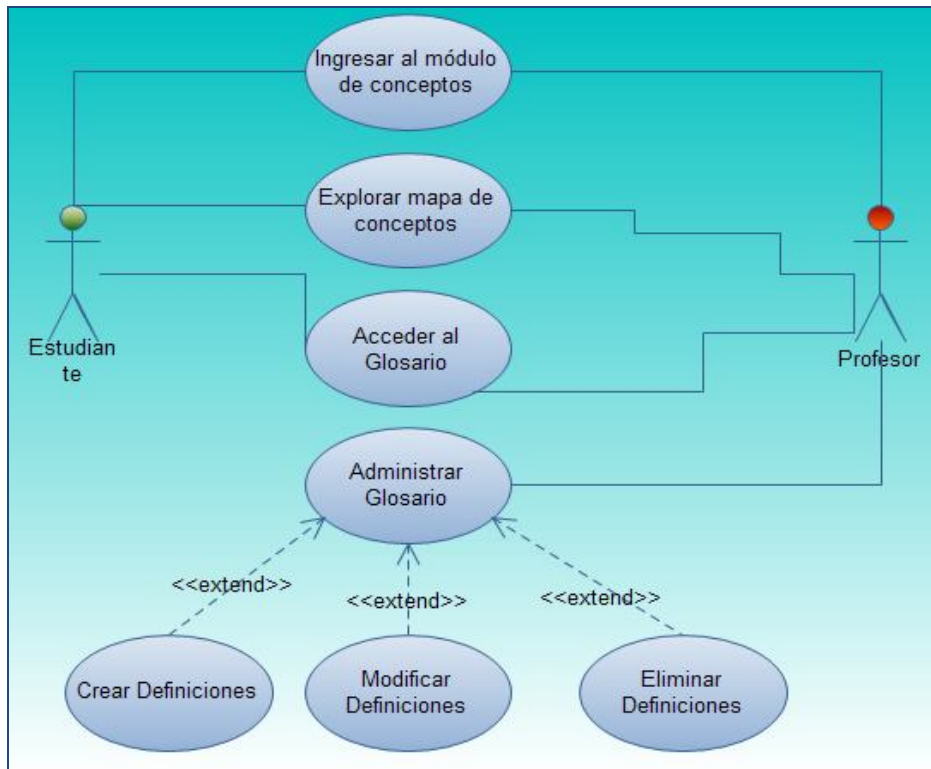 Ingresar al módulo
de conceptos
Explorar mapa de
conceptos
Estudian
te
Acceder al
Glosario
Profesor
Administrar
Glosario
<<extend>>
<<extend>>
<<extend>>
Crear Definiciones
Modificar
Definiciones
Eliminar
Definiciones